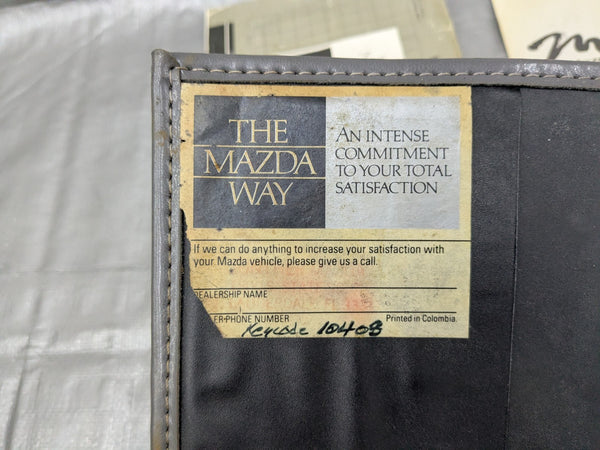 THE
MAZDA
WAY
AN INTENSE
COMMITMENT
TO YOUR TOTAL
SATISFACTION
If we can do anything to increase your satisfaction with
your Mazda vehicle, please give us a call.
DEALERSHIP NAME
PHONE NUMBER
Printed in Colombia.
Keycode 10403